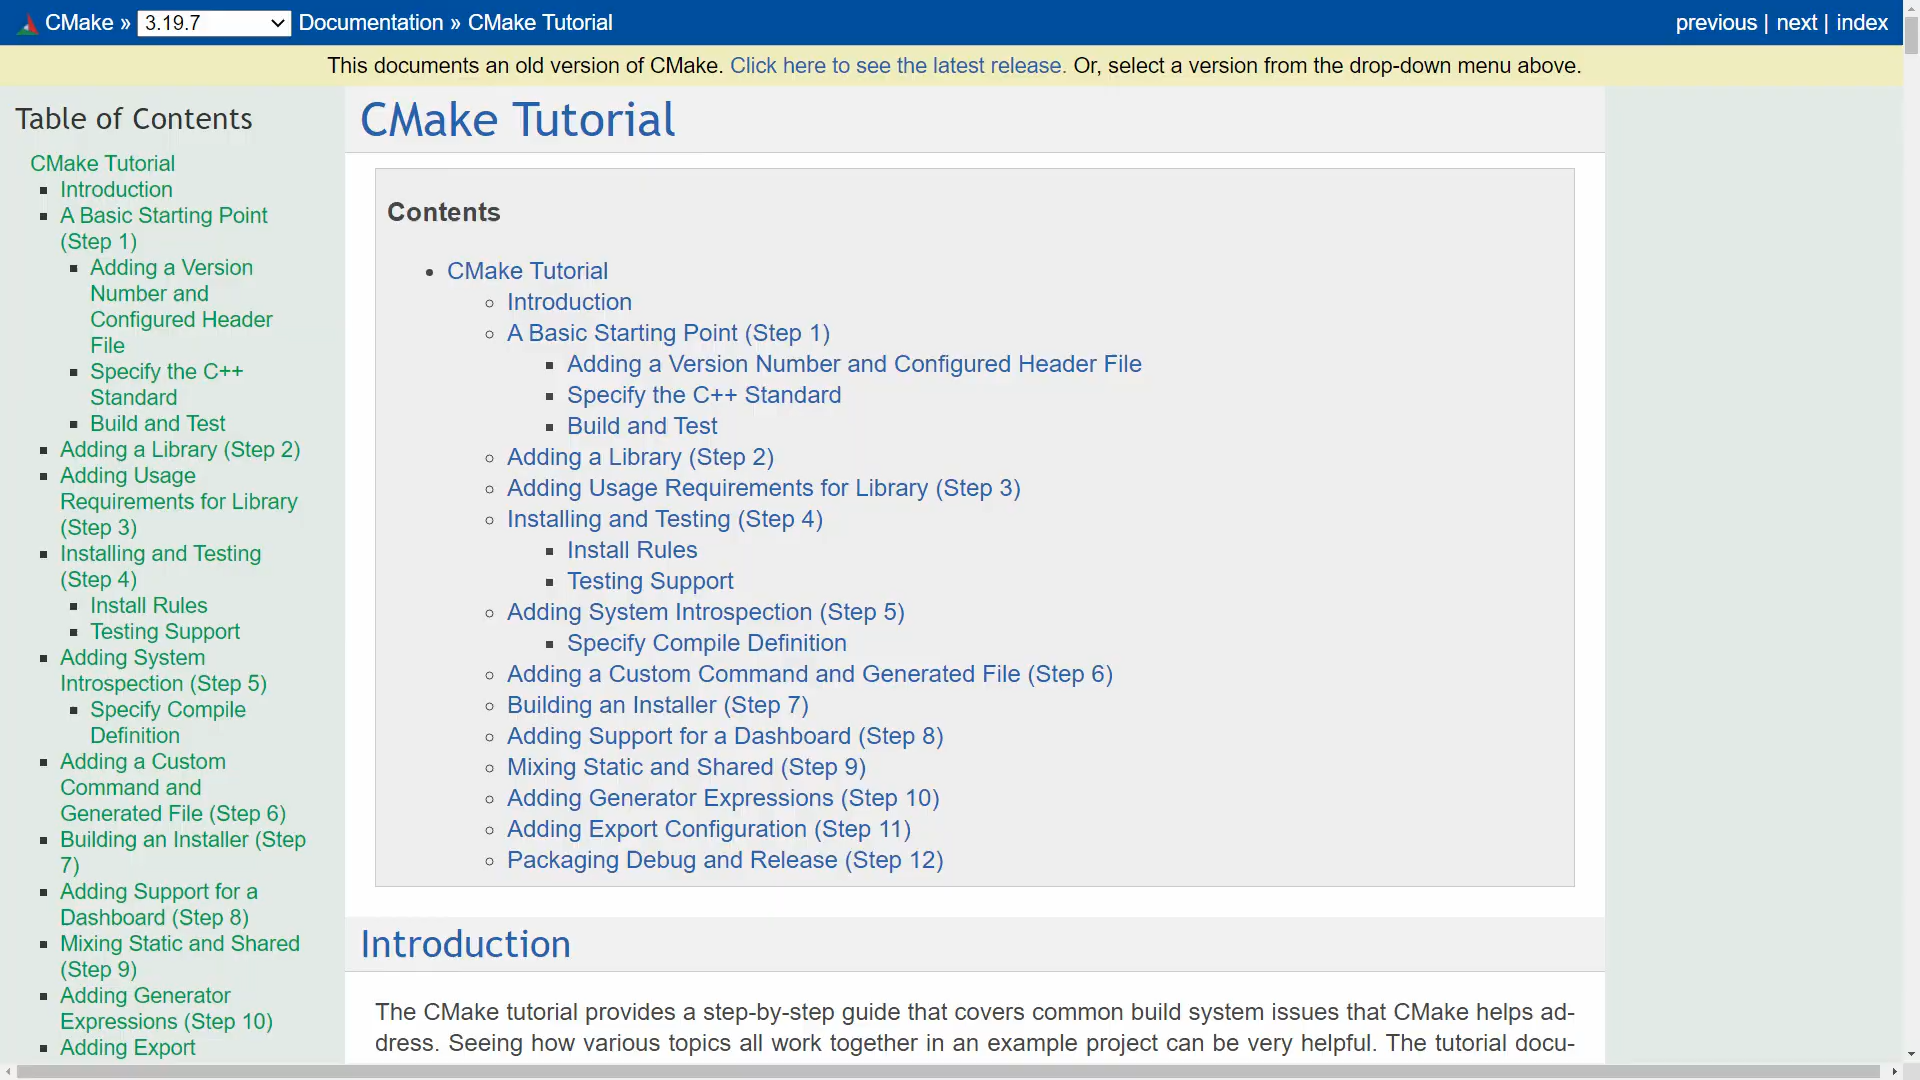 CMake » 3.19.7 Documentation » CMake Tutorial
previous | next | index
This documents an old version of CMake. Click here to see the latest release. Or, select a version from the drop-down menu above.
Table of Contents
CMake Tutorial
Introduction
A Basic Starting Point
(Step 1)
Adding a Version
Number and
Configured Header
File
Specify the C++
Standard
Build and Test
Adding a Library (Step 2)
Adding Usage
Requirements for Library
(Step 3)
Installing and Testing
(Step 4)
Install Rules
Testing Support
Adding System
Introspection (Step 5)
Specify Compile
Definition
Adding a Custom
Command and
Generated File (Step 6)
Building an Installer (Step
7)
Adding Support for a
Dashboard (Step 8)
Mixing Static and Shared
(Step 9)
Adding Generator
Expressions (Step 10)
Adding Export
CMake Tutorial
Contents
CMake Tutorial
Introduction
A Basic Starting Point (Step 1)
Adding a Version Number and Configured Header File
Specify the C++ Standard
Build and Test
Adding a Library (Step 2)
Adding Usage Requirements for Library (Step 3)
Installing and Testing (Step 4)
Install Rules
Testing Support
Adding System Introspection (Step 5)
Specify Compile Definition
Adding a Custom Command and Generated File (Step 6)
Building an Installer (Step 7)
Adding Support for a Dashboard (Step 8)
Mixing Static and Shared (Step 9)
Adding Generator Expressions (Step 10)
Adding Export Configuration (Step 11)
Packaging Debug and Release (Step 12)
Introduction
The CMake tutorial provides a step-by-step guide that covers common build system issues that CMake helps ad-
dress. Seeing how various topics all work together in an example project can be very helpful. The tutorial docu-